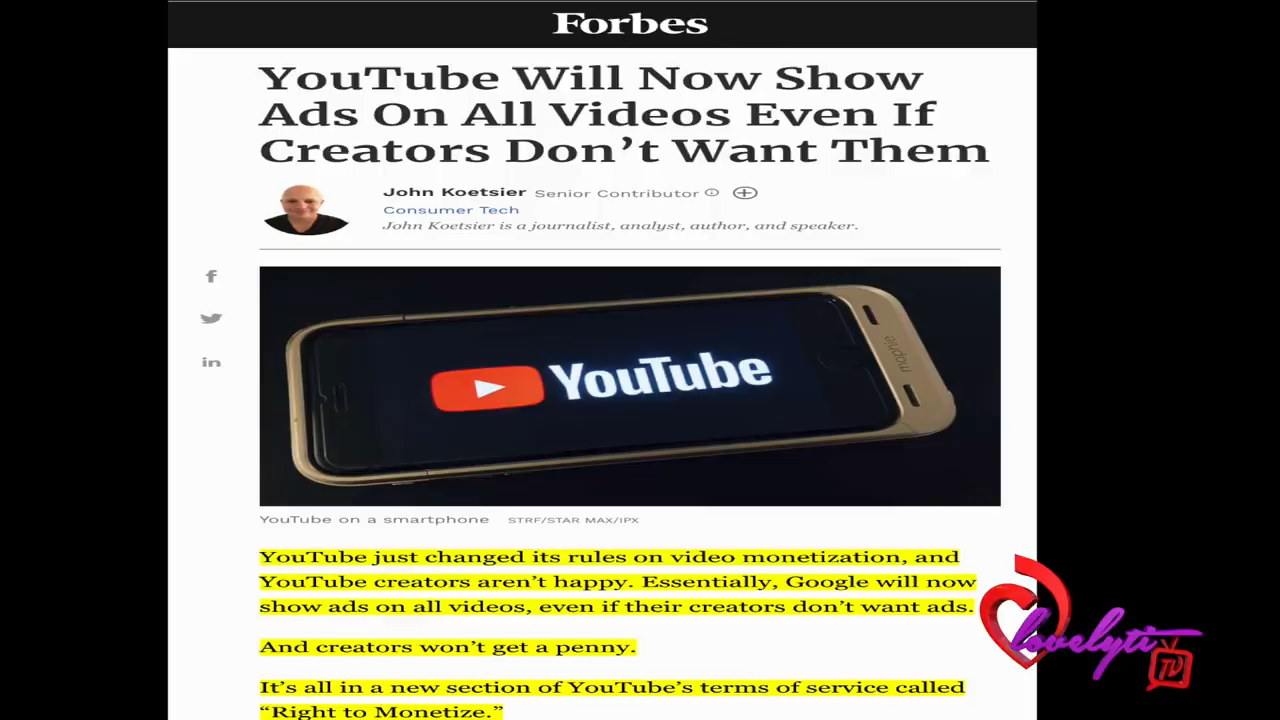 Forbes
YouTube Will Now Show
Ads On All Videos Even If
Creators Don’t Want Them
John Koetsier Senior Contributor
Consumer Tech
John Koetsier is a journalist, analyst, author, and speaker.
f
in
YouTube
mophie
YouTube on a smartphone STRF/STAR MAX/IPX
YouTube just changed its rules on video monetization, and
YouTube creators aren’t happy. Essentially, Google will now
show ads on all videos, even if their creators don’t want ads.
And creators won’t get a penny.
It’s all in a new section of YouTube’s terms of service called
“Right to Monetize.”
lovelyti
TV